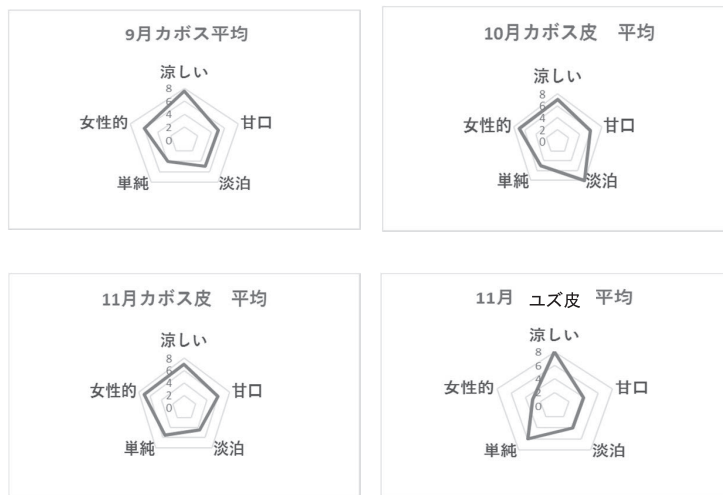 9月カボス平均
涼しい
8
6
4
2
0
甘口
淡泊
単純
女性的
10月カボス皮　平均
涼しい
8
6
4
2
0
甘口
淡泊
単純
女性的
11月カボス皮　平均
涼しい
8
6
4
2
0
甘口
淡泊
単純
女性的
11月　ユズ皮　平均
涼しい
8
6
4
2
0
甘口
淡泊
単純
女性的